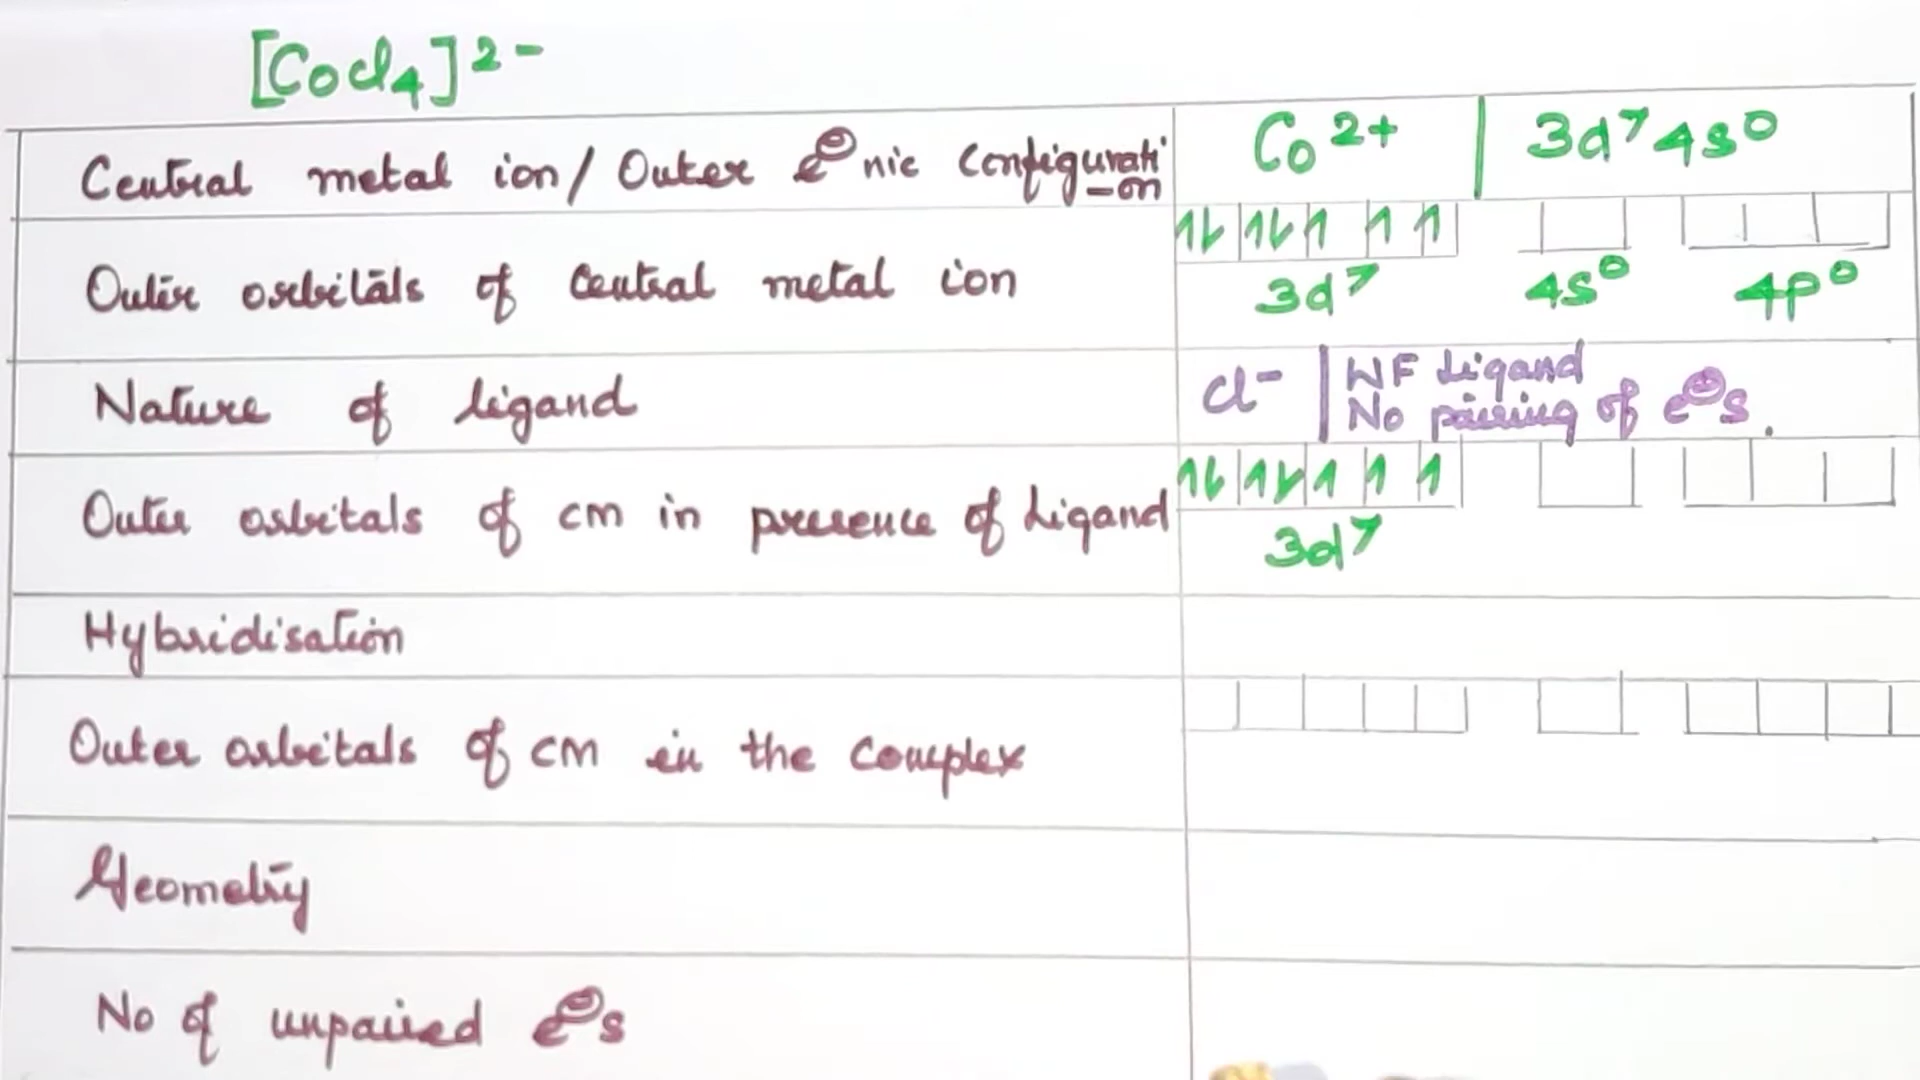 [CoCl4]2-
Central metal ion / Outer e⊖nic Configurati-on Co2+ | 3d7 4s0
Outer orbitals of Central metal ion ↿⇂ ↿⇂ ↿ ↿ ↿
3d7 4s0 4p0
Nature of ligand Cl- | WF Ligand
No pairing of e⊖s.
Outer orbitals of CM in presence of Ligand ↿⇂ ↿⇂ ↿ ↿ ↿
3d7
Hybridisation
Outer orbitals of CM in the Complex
Geometry
No of unpaired e⊖s